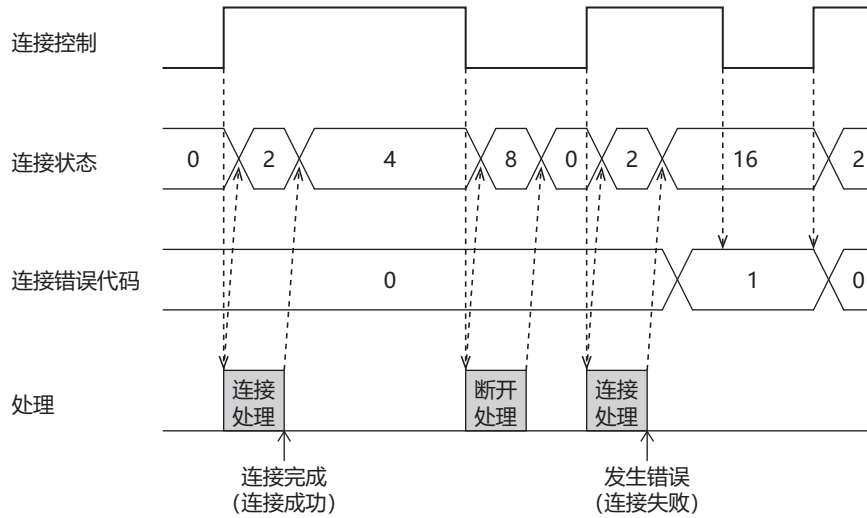 连接控制
连接状态
0 2 4 8 0 2 16 2
连接错误代码
0 1 0
处理
连接
处理
断开
处理
连接
处理
连接完成
(连接成功)
发生错误
(连接失败)